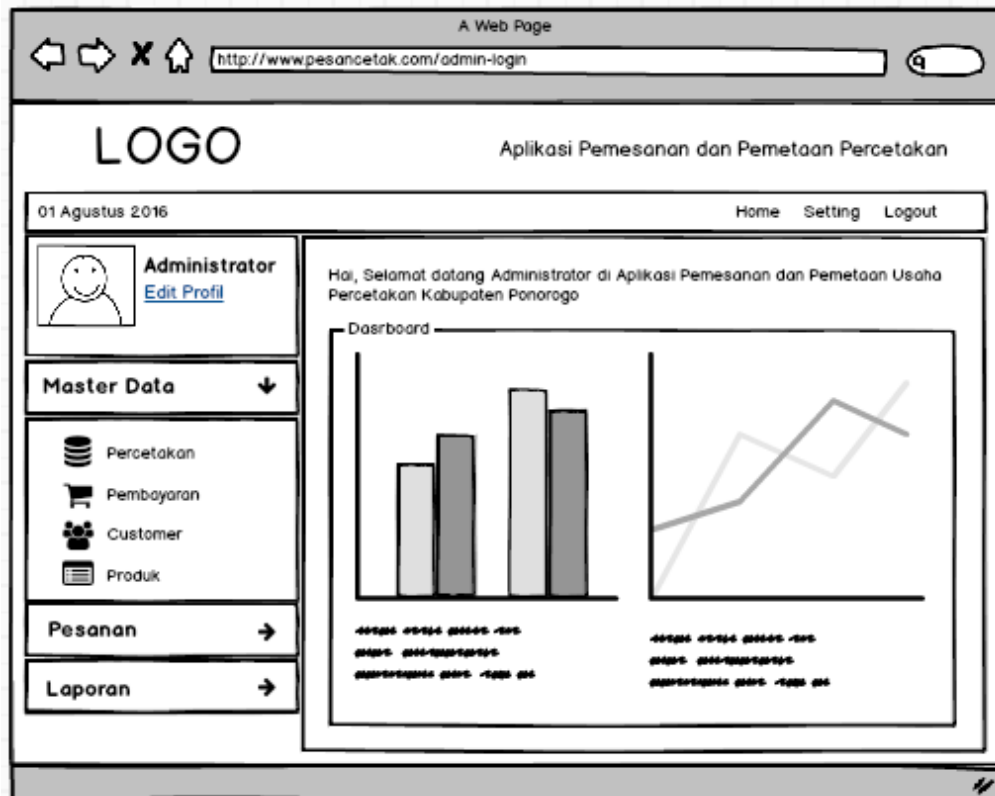 A Web Page
http://www.pesancetak.com/admin-login
LOGO
Aplikasi Pemesanan dan Pemetaan Percetakan
01 Agustus 2016
Home Setting Logout
Administrator
Edit Profil
Hai, Selamat datang Administrator di Aplikasi Pemesanan dan Pemetaan Usaha
Percetakan Kabupaten Ponorogo
Dasrboard
Master Data
Percetakan
Pembayaran
Customer
Produk
Pesanan
Laporan